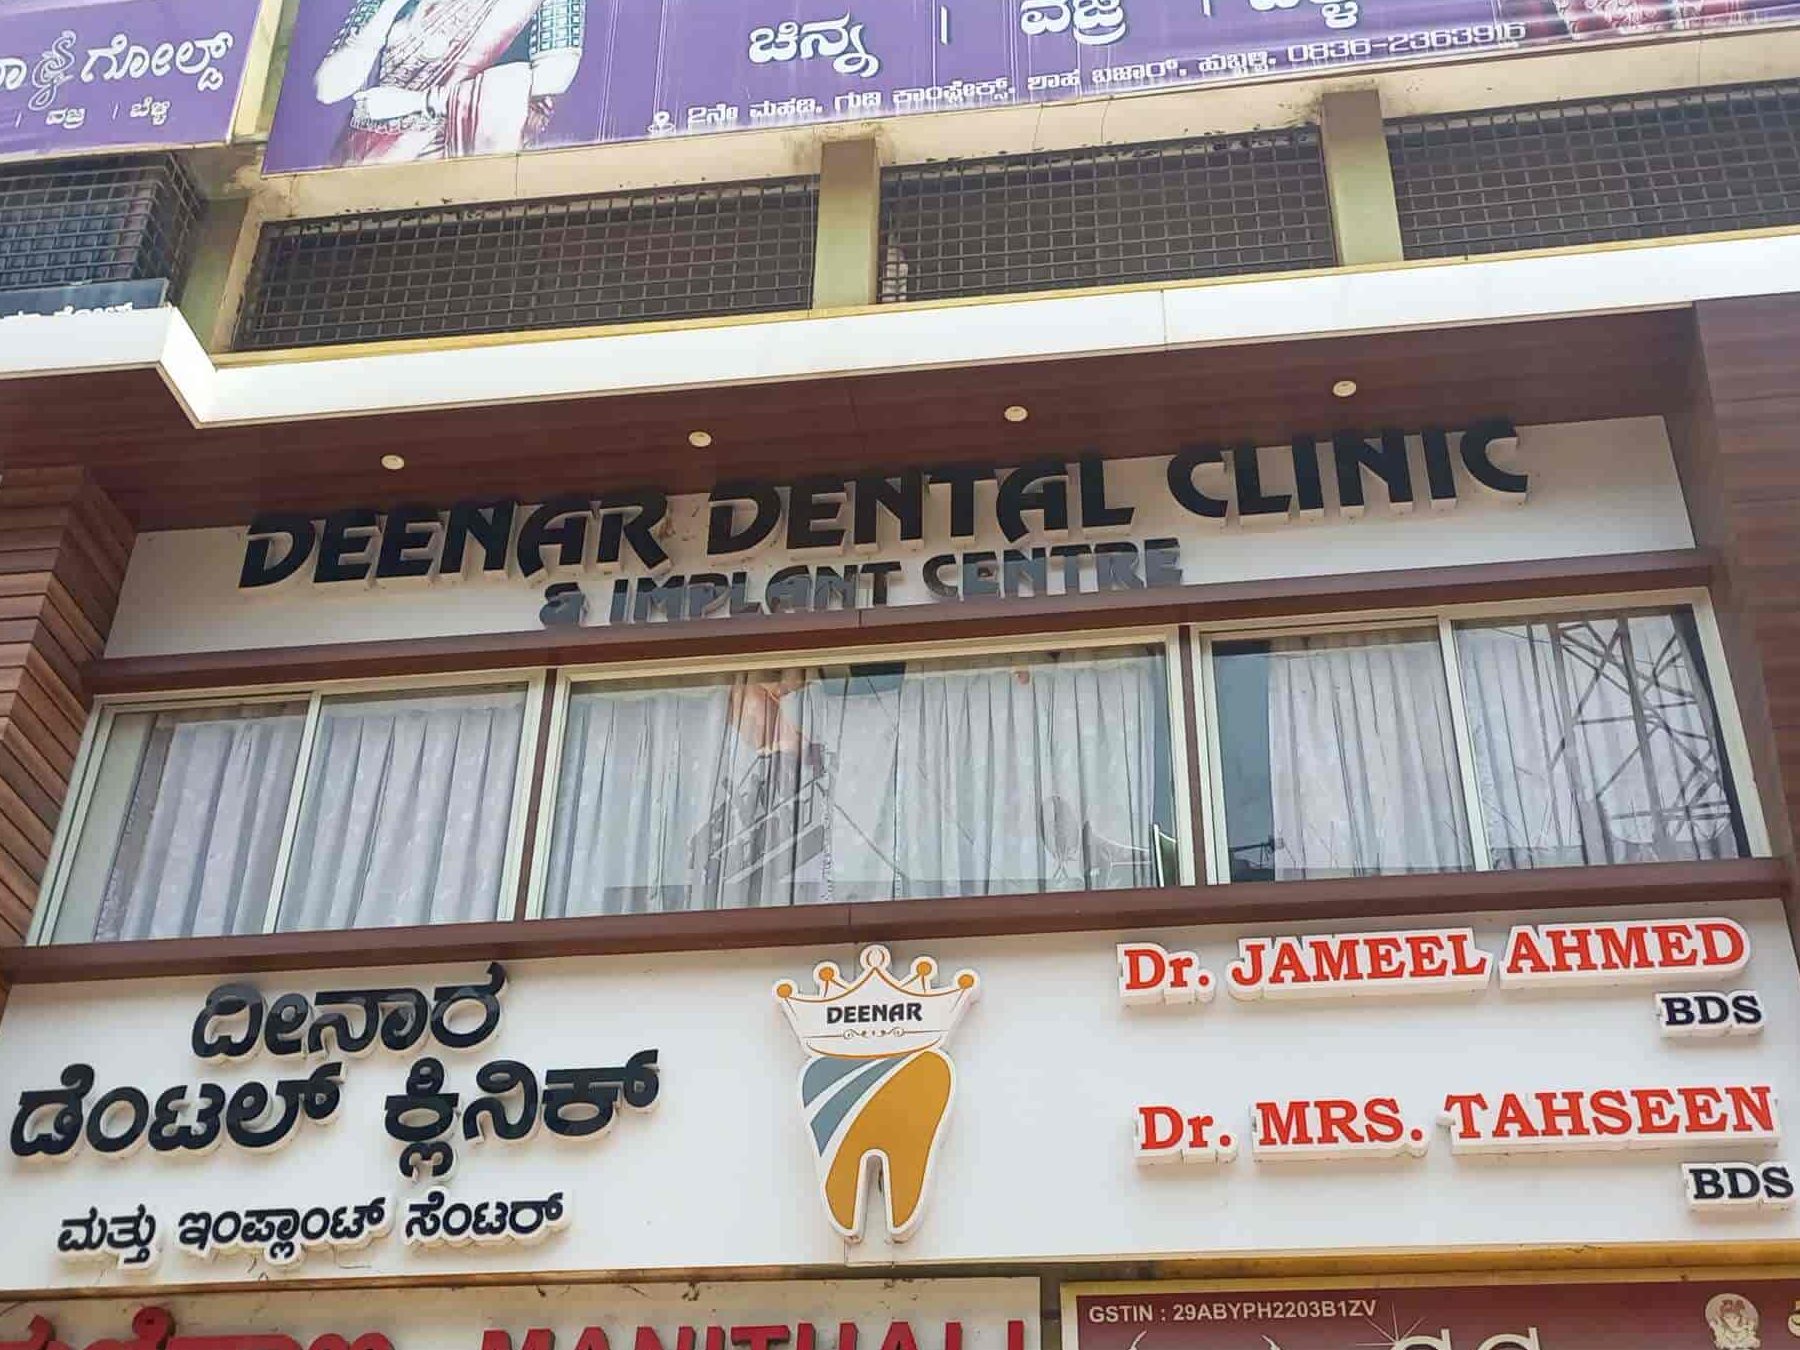 ಗೋಲ್ಡ್
ವಜ್ರ | ಬೆಳ್ಳಿ
ಚಿನ್ನ | ವಜ್ರ |
2ನೇ ಮಹಡಿ, ಗುಡಿ ಕಾಂಪ್ಲೇಕ್ಸ್, ಶಾಹ ಬಜಾರ್, ಹುಬ್ಬಳ್ಳಿ, 0836-2363916
DEENAR DENTAL CLINIC
& IMPLANT CENTRE
ದೀನಾರ
ಡೆಂಟಲ್ ಕ್ಲಿನಿಕ್
ಮತ್ತು ಇಂಪ್ಲಾಂಟ್ ಸೆಂಟರ್
DEENAR
Dr. JAMEEL AHMED
BDS
Dr. MRS. TAHSEEN
BDS
GSTIN : 29ABYPH2203B1ZV